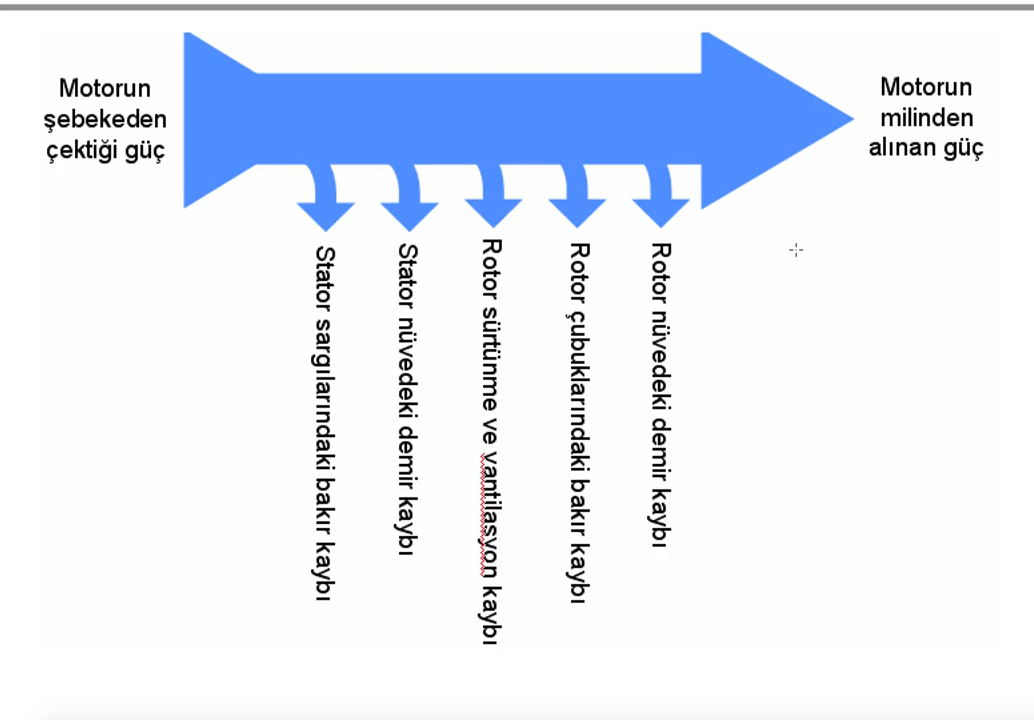 Motorun
şebekeden
çektiği güç
Motorun
milinden
alınan güç
Stator sargılarındaki bakır kaybı
Stator nüvedeki demir kaybı
Rotor sürtünme ve vantilasyon kaybı
Rotor çubuklarındaki bakır kaybı
Rotor nüvedeki demir kaybı